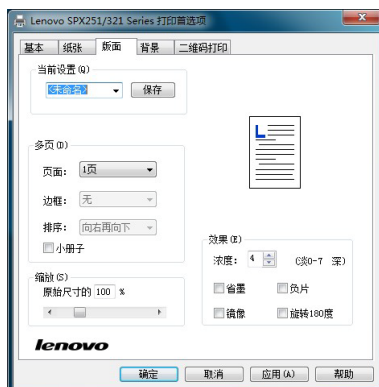 Lenovo SPX251/321 Series 打印首选项
基本 纸张 版面 背景 二维码打印
当前设置(Q)
<未命名> 保存
多页(D)
页面： 1页
边框： 无
排序： 向右再向下
小册子
缩放(S)
原始尺寸的 100 %
L
效果(E)
浓度： 4 (淡0-7 深)
省墨 负片
镜像 旋转180度
lenovo
确定 取消 应用(A) 帮助